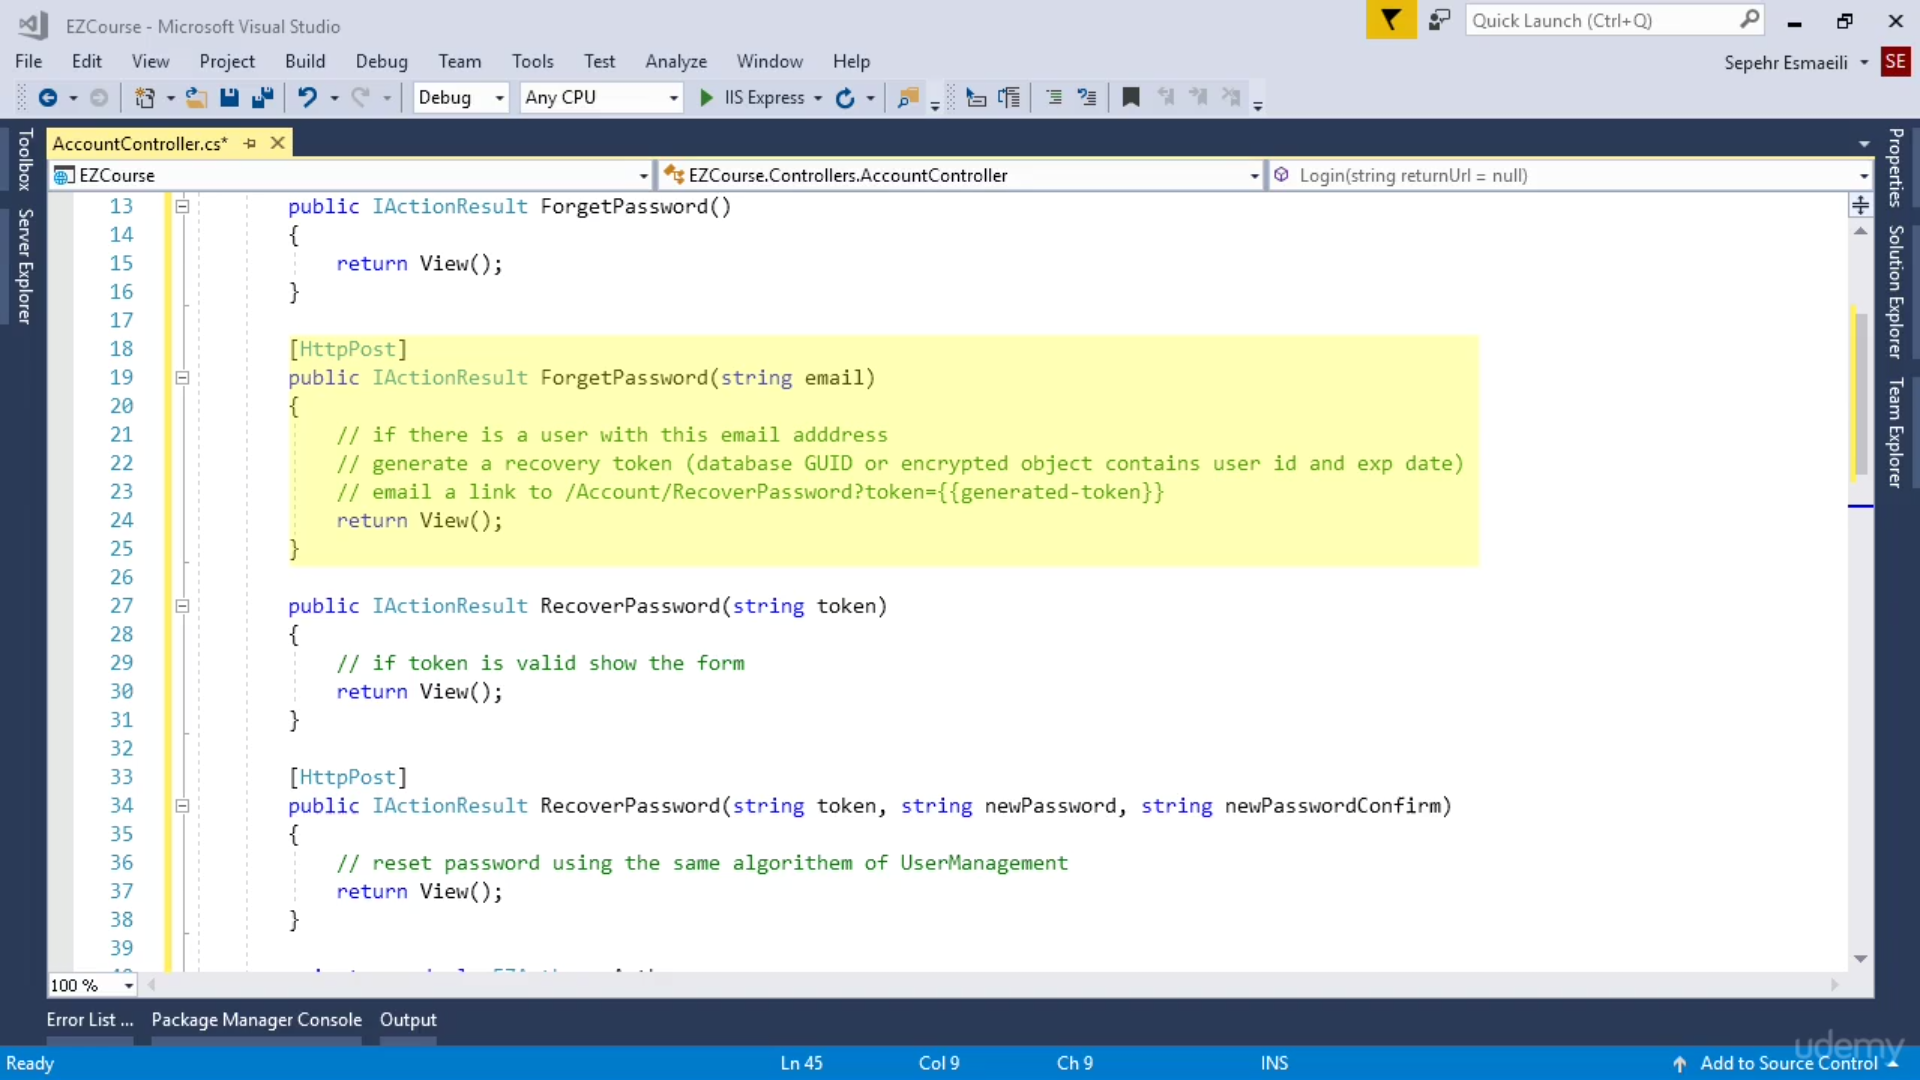 EZCourse - Microsoft Visual Studio
Quick Launch (Ctrl+Q)
File Edit View Project Build Debug Team Tools Test Analyze Window Help
Sepehr Esmaeili SE
Debug Any CPU IIS Express
Toolbox
Server Explorer
AccountController.cs*
EZCourse EZCourse.Controllers.AccountController Login(string returnUrl = null)
Properties
Solution Explorer
Team Explorer
13 public IActionResult ForgetPassword()
14 {
15 return View();
16 }
17
18 [HttpPost]
19 public IActionResult ForgetPassword(string email)
20 {
21 // if there is a user with this email adddress
22 // generate a recovery token (database GUID or encrypted object contains user id and exp date)
23 // email a link to /Account/RecoverPassword?token={{generated-token}}
24 return View();
25 }
26
27 public IActionResult RecoverPassword(string token)
28 {
29 // if token is valid show the form
30 return View();
31 }
32
33 [HttpPost]
34 public IActionResult RecoverPassword(string token, string newPassword, string newPasswordConfirm)
35 {
36 // reset password using the same algorithem of UserManagement
37 return View();
38 }
39
100 %
Error List ... Package Manager Console Output
Ready Ln 45 Col 9 Ch 9 INS Add to Source Control
udemy